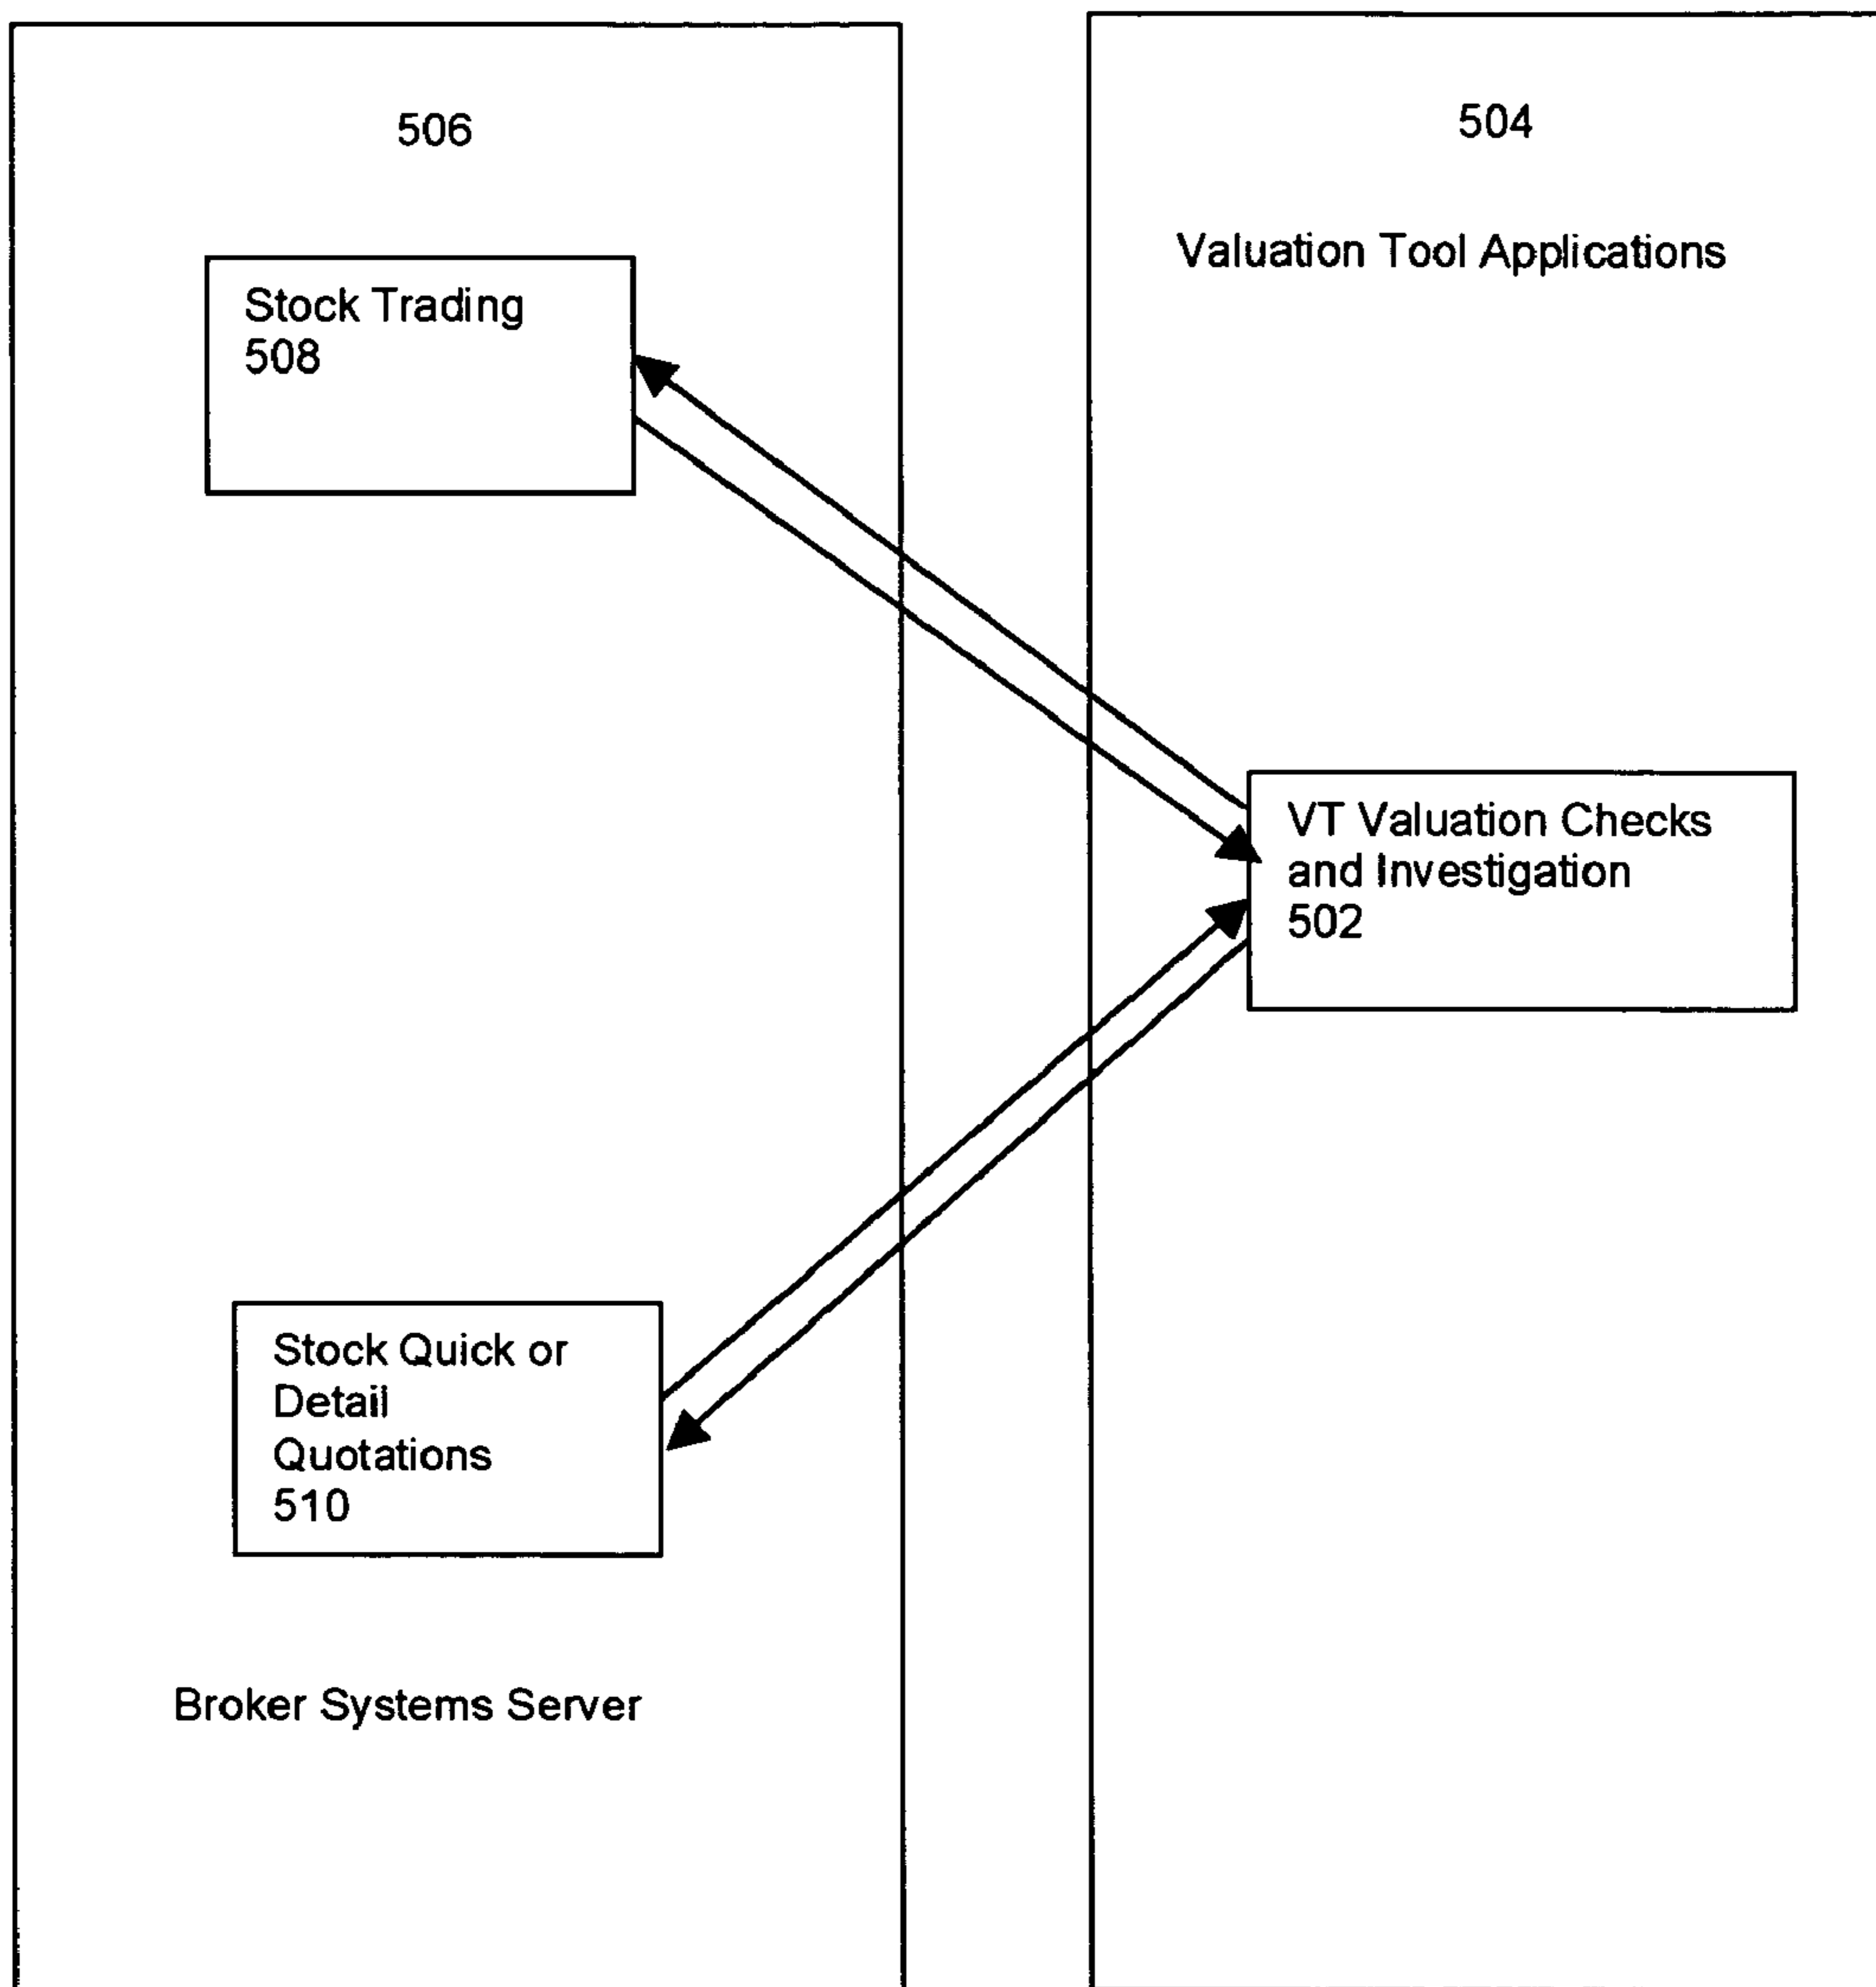 506
Stock Trading
508
Stock Quick or
Detail
Quotations
510
Broker Systems Server
504
Valuation Tool Applications
VT Valuation Checks
and Investigation
502